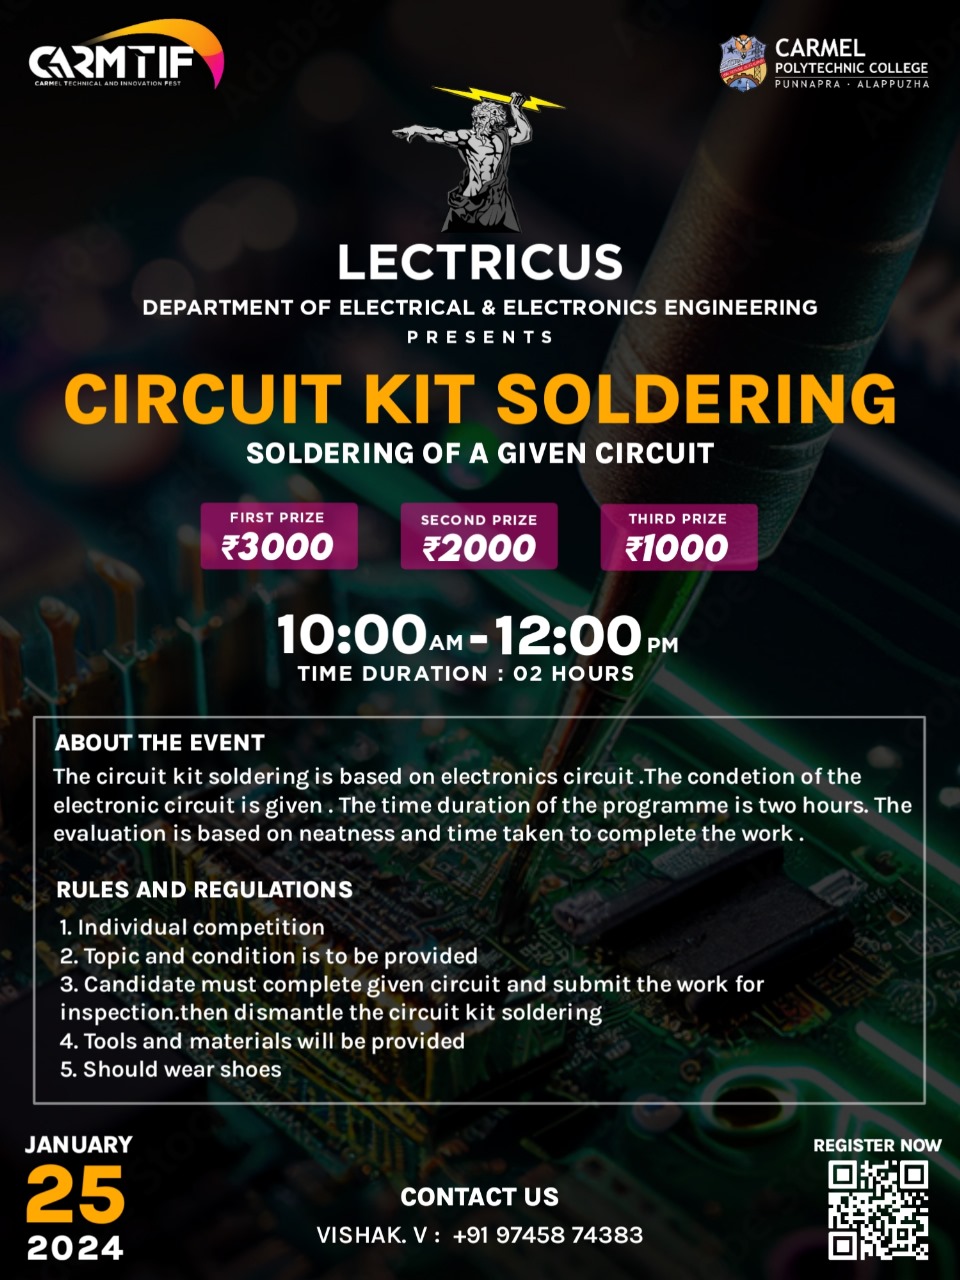 CARMTIF
CARMEL TECHNICAL AND INNOVATION FEST
CARMEL
POLYTECHNIC COLLEGE
PUNNAPRA · ALAPPUZHA
LECTRICUS
DEPARTMENT OF ELECTRICAL & ELECTRONICS ENGINEERING
PRESENTS
CIRCUIT KIT SOLDERING
SOLDERING OF A GIVEN CIRCUIT
FIRST PRIZE
₹3000
SECOND PRIZE
₹2000
THIRD PRIZE
₹1000
10:00 AM - 12:00 PM
TIME DURATION : 02 HOURS
ABOUT THE EVENT
The circuit kit soldering is based on electronics circuit .The condetion of the
electronic circuit is given . The time duration of the programme is two hours. The
evaluation is based on neatness and time taken to complete the work .
RULES AND REGULATIONS
1. Individual competition
2. Topic and condition is to be provided
3. Candidate must complete given circuit and submit the work for
inspection.then dismantle the circuit kit soldering
4. Tools and materials will be provided
5. Should wear shoes
JANUARY
25
2024
CONTACT US
VISHAK. V : +91 97458 74383
REGISTER NOW